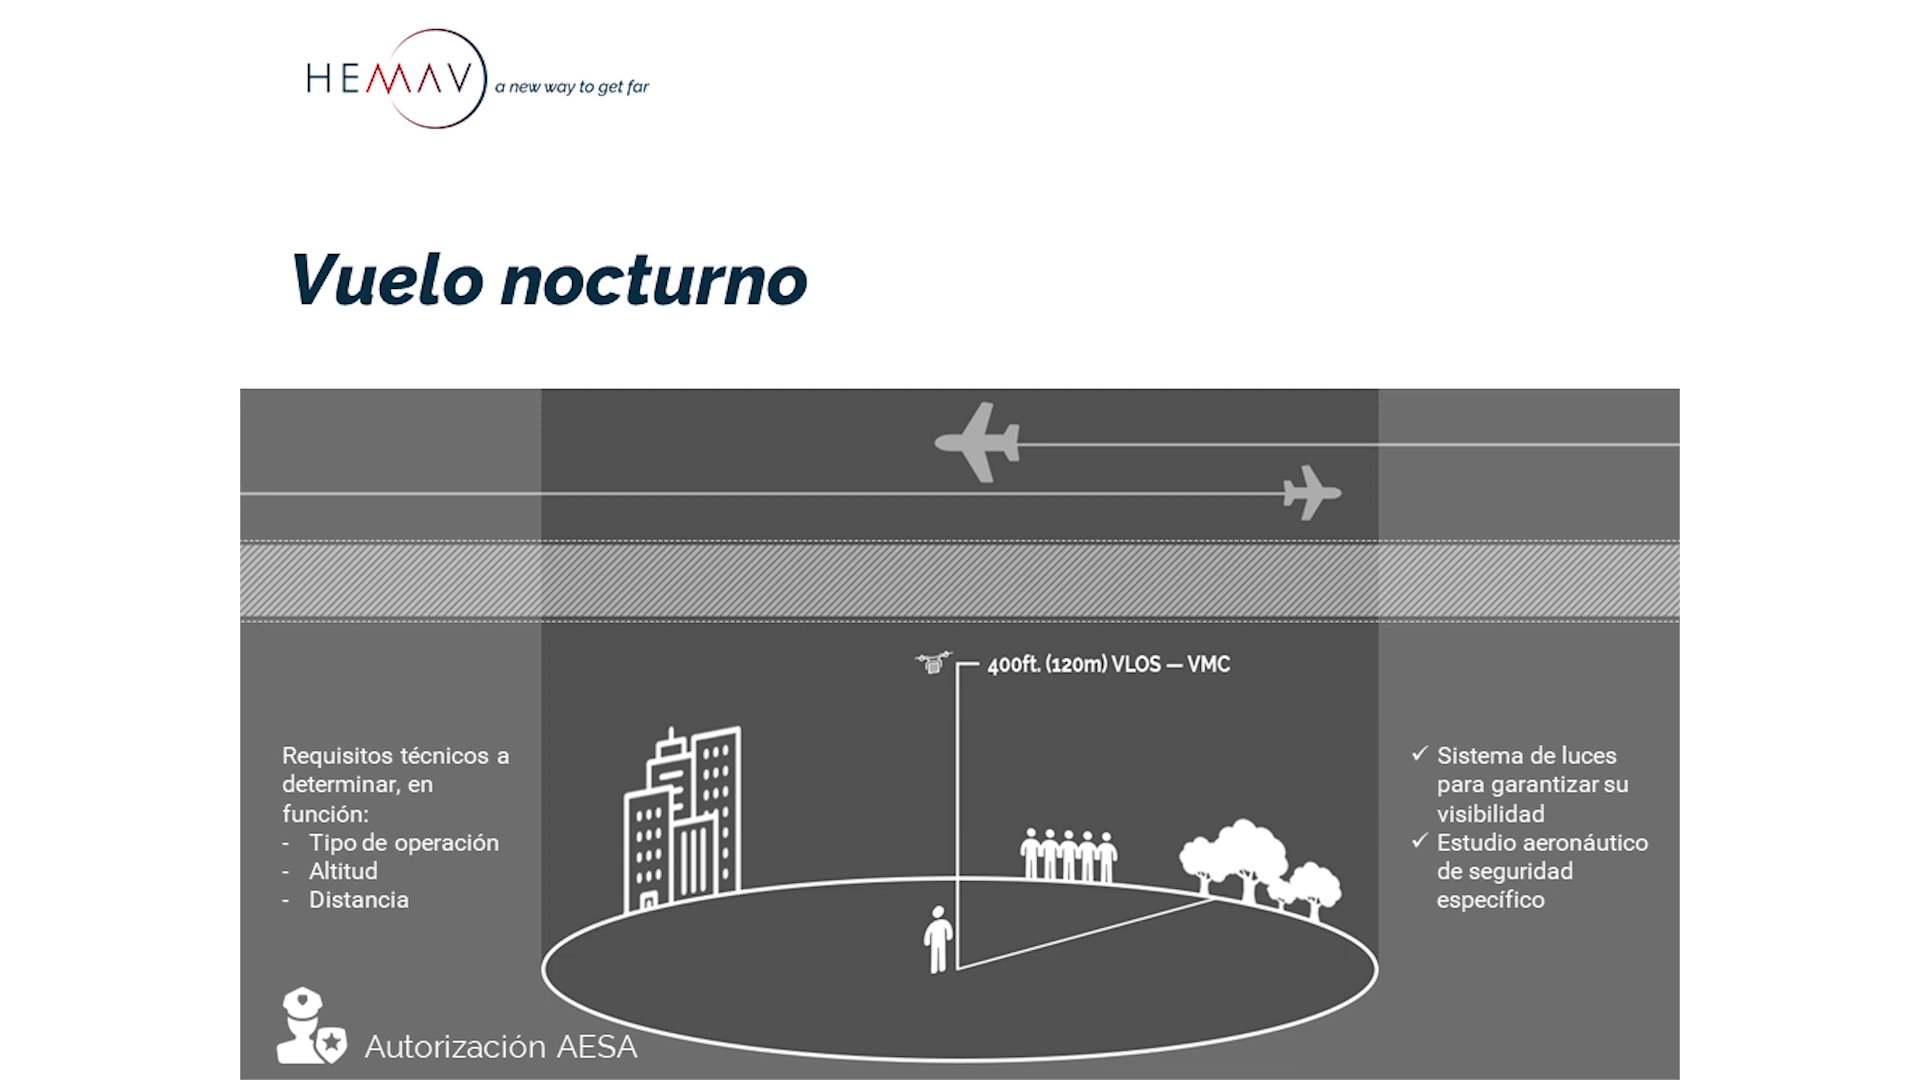 HEMAV a new way to get far
Vuelo nocturno
400ft. (120m) VLOS — VMC
Requisitos técnicos a
determinar, en
función:
- Tipo de operación
- Altitud
- Distancia
✓ Sistema de luces
para garantizar su
visibilidad
✓ Estudio aeronáutico
de seguridad
específico
Autorización AESA